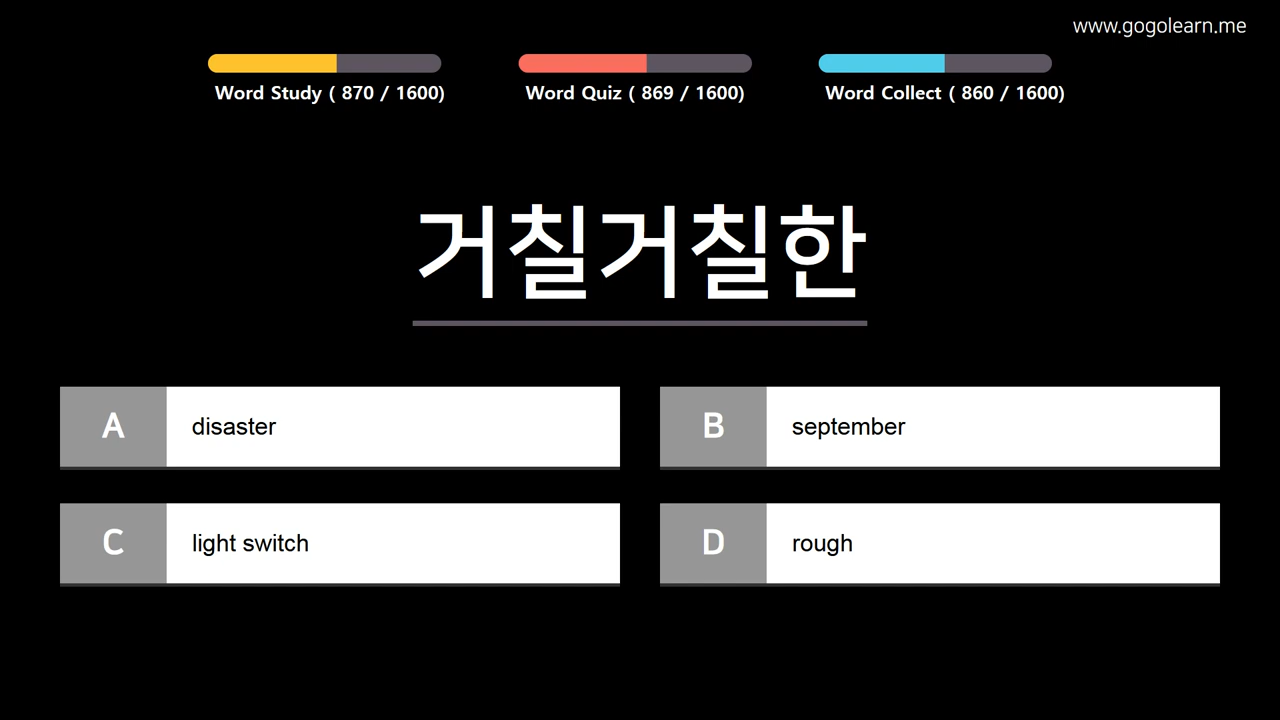 www.gogolearn.me
Word Study ( 870 / 1600)
Word Quiz ( 869 / 1600)
Word Collect ( 860 / 1600)
거칠거칠한
A disaster
B september
C light switch
D rough